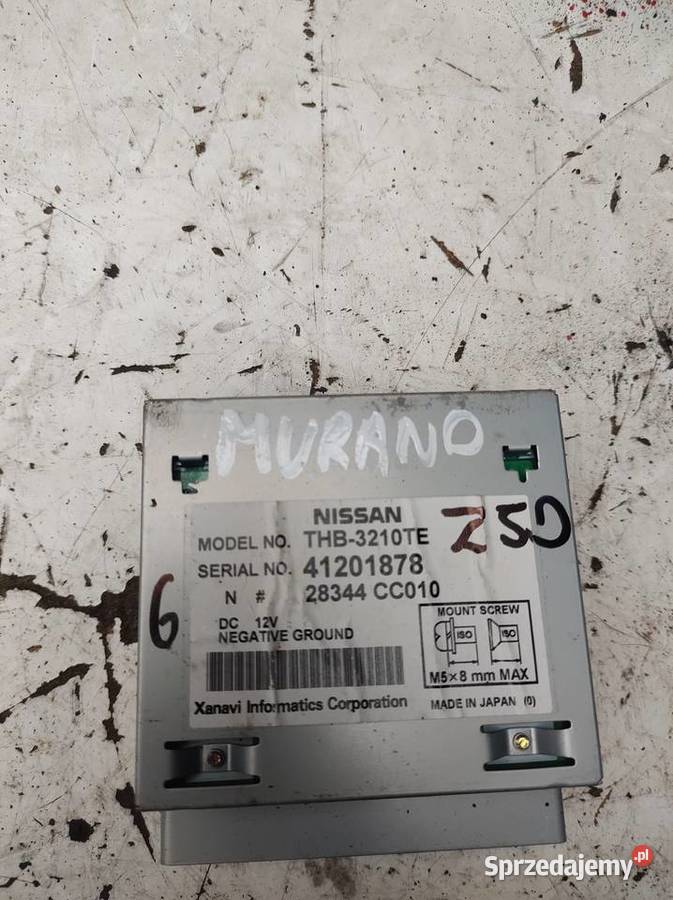 MURANO
NISSAN
MODEL NO. THB-3210TE
Z50
SERIAL NO. 41201878
N # 28344 CC010
6
DC 12V
NEGATIVE GROUND
MOUNT SCREW
ISO ISO
M5×8 mm MAX
Xanavi Informatics Corporation
MADE IN JAPAN (0)
Sprzedajemy.pl